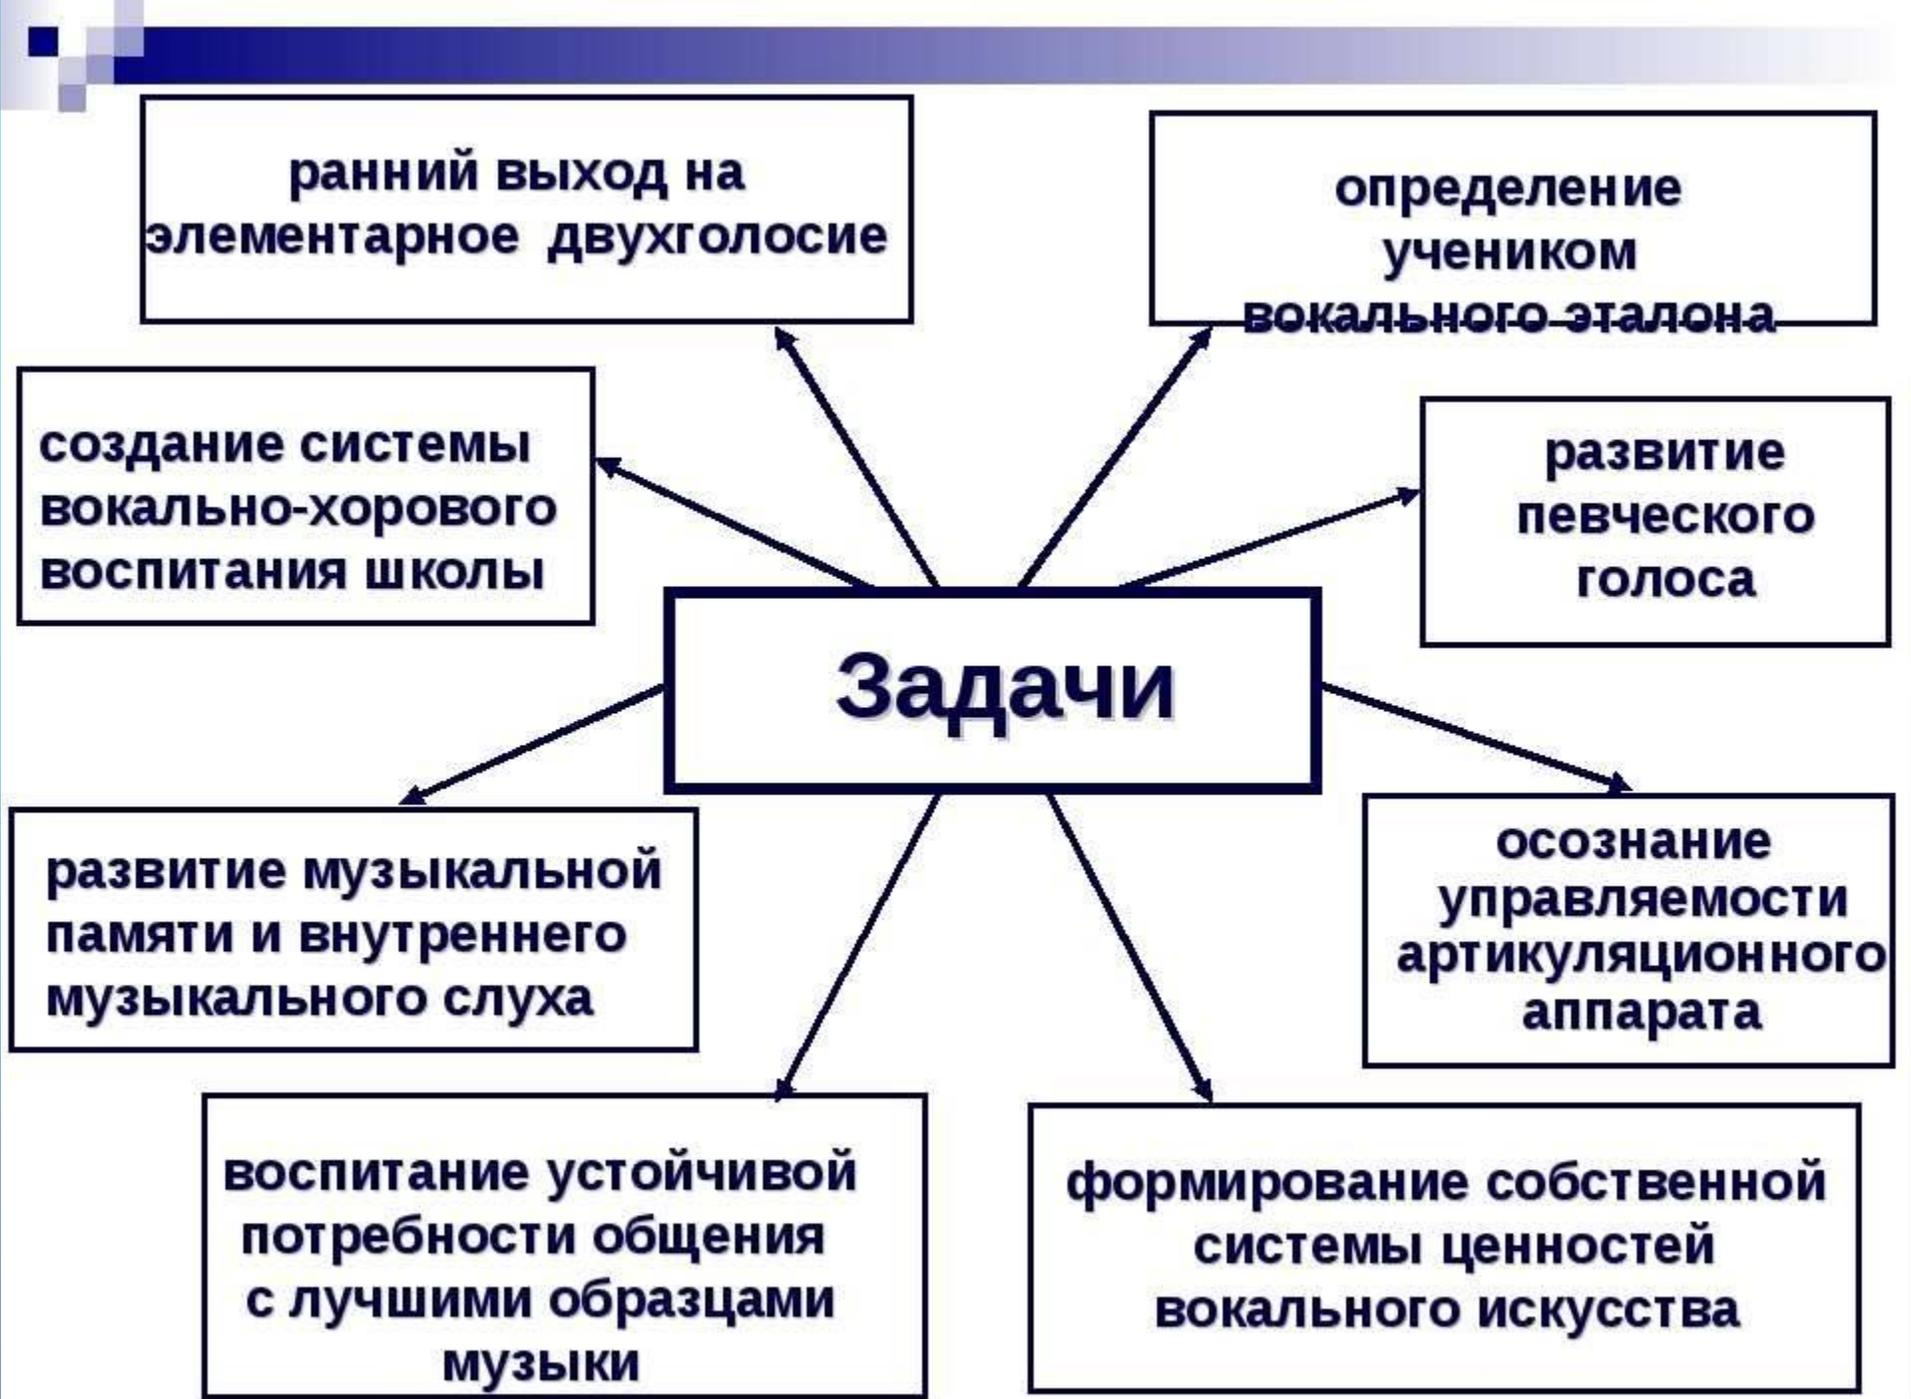 ранний выход на
элементарное двухголосие
определение
учеником
вокального эталона
создание системы
вокально-хорового
воспитания школы
развитие
певческого
голоса
Задачи
развитие музыкальной
памяти и внутреннего
музыкального слуха
осознание
управляемости
артикуляционного
аппарата
воспитание устойчивой
потребности общения
с лучшими образцами
музыки
формирование собственной
системы ценностей
вокального искусства